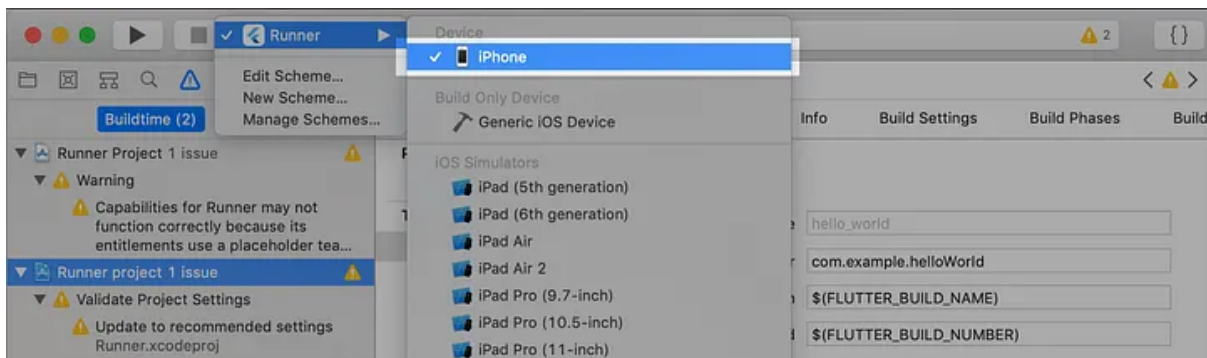 Runner
Device
2
{}
iPhone
Edit Scheme...
New Scheme...
Manage Schemes...
Build Only Device
Generic iOS Device
Buildtime (2)
Info
Build Settings
Build Phases
Build
Runner Project 1 issue
Warning
Capabilities for Runner may not
function correctly because its
entitlements use a placeholder tea...
Runner project 1 issue
Validate Project Settings
Update to recommended settings
Runner.xcodeproj
iOS Simulators
iPad (5th generation)
iPad (6th generation)
iPad Air
iPad Air 2
iPad Pro (9.7-inch)
iPad Pro (10.5-inch)
iPad Pro (11-inch)
hello_world
com.example.helloWorld
$(FLUTTER_BUILD_NAME)
$(FLUTTER_BUILD_NUMBER)